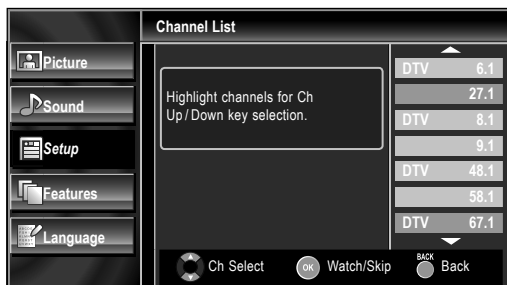 Channel List
Picture
Sound
Setup
Features
Language
Highlight channels for Ch
Up / Down key selection.
DTV 6.1
27.1
DTV 8.1
9.1
DTV 48.1
58.1
DTV 67.1
Ch Select
OK Watch/Skip
BACK Back